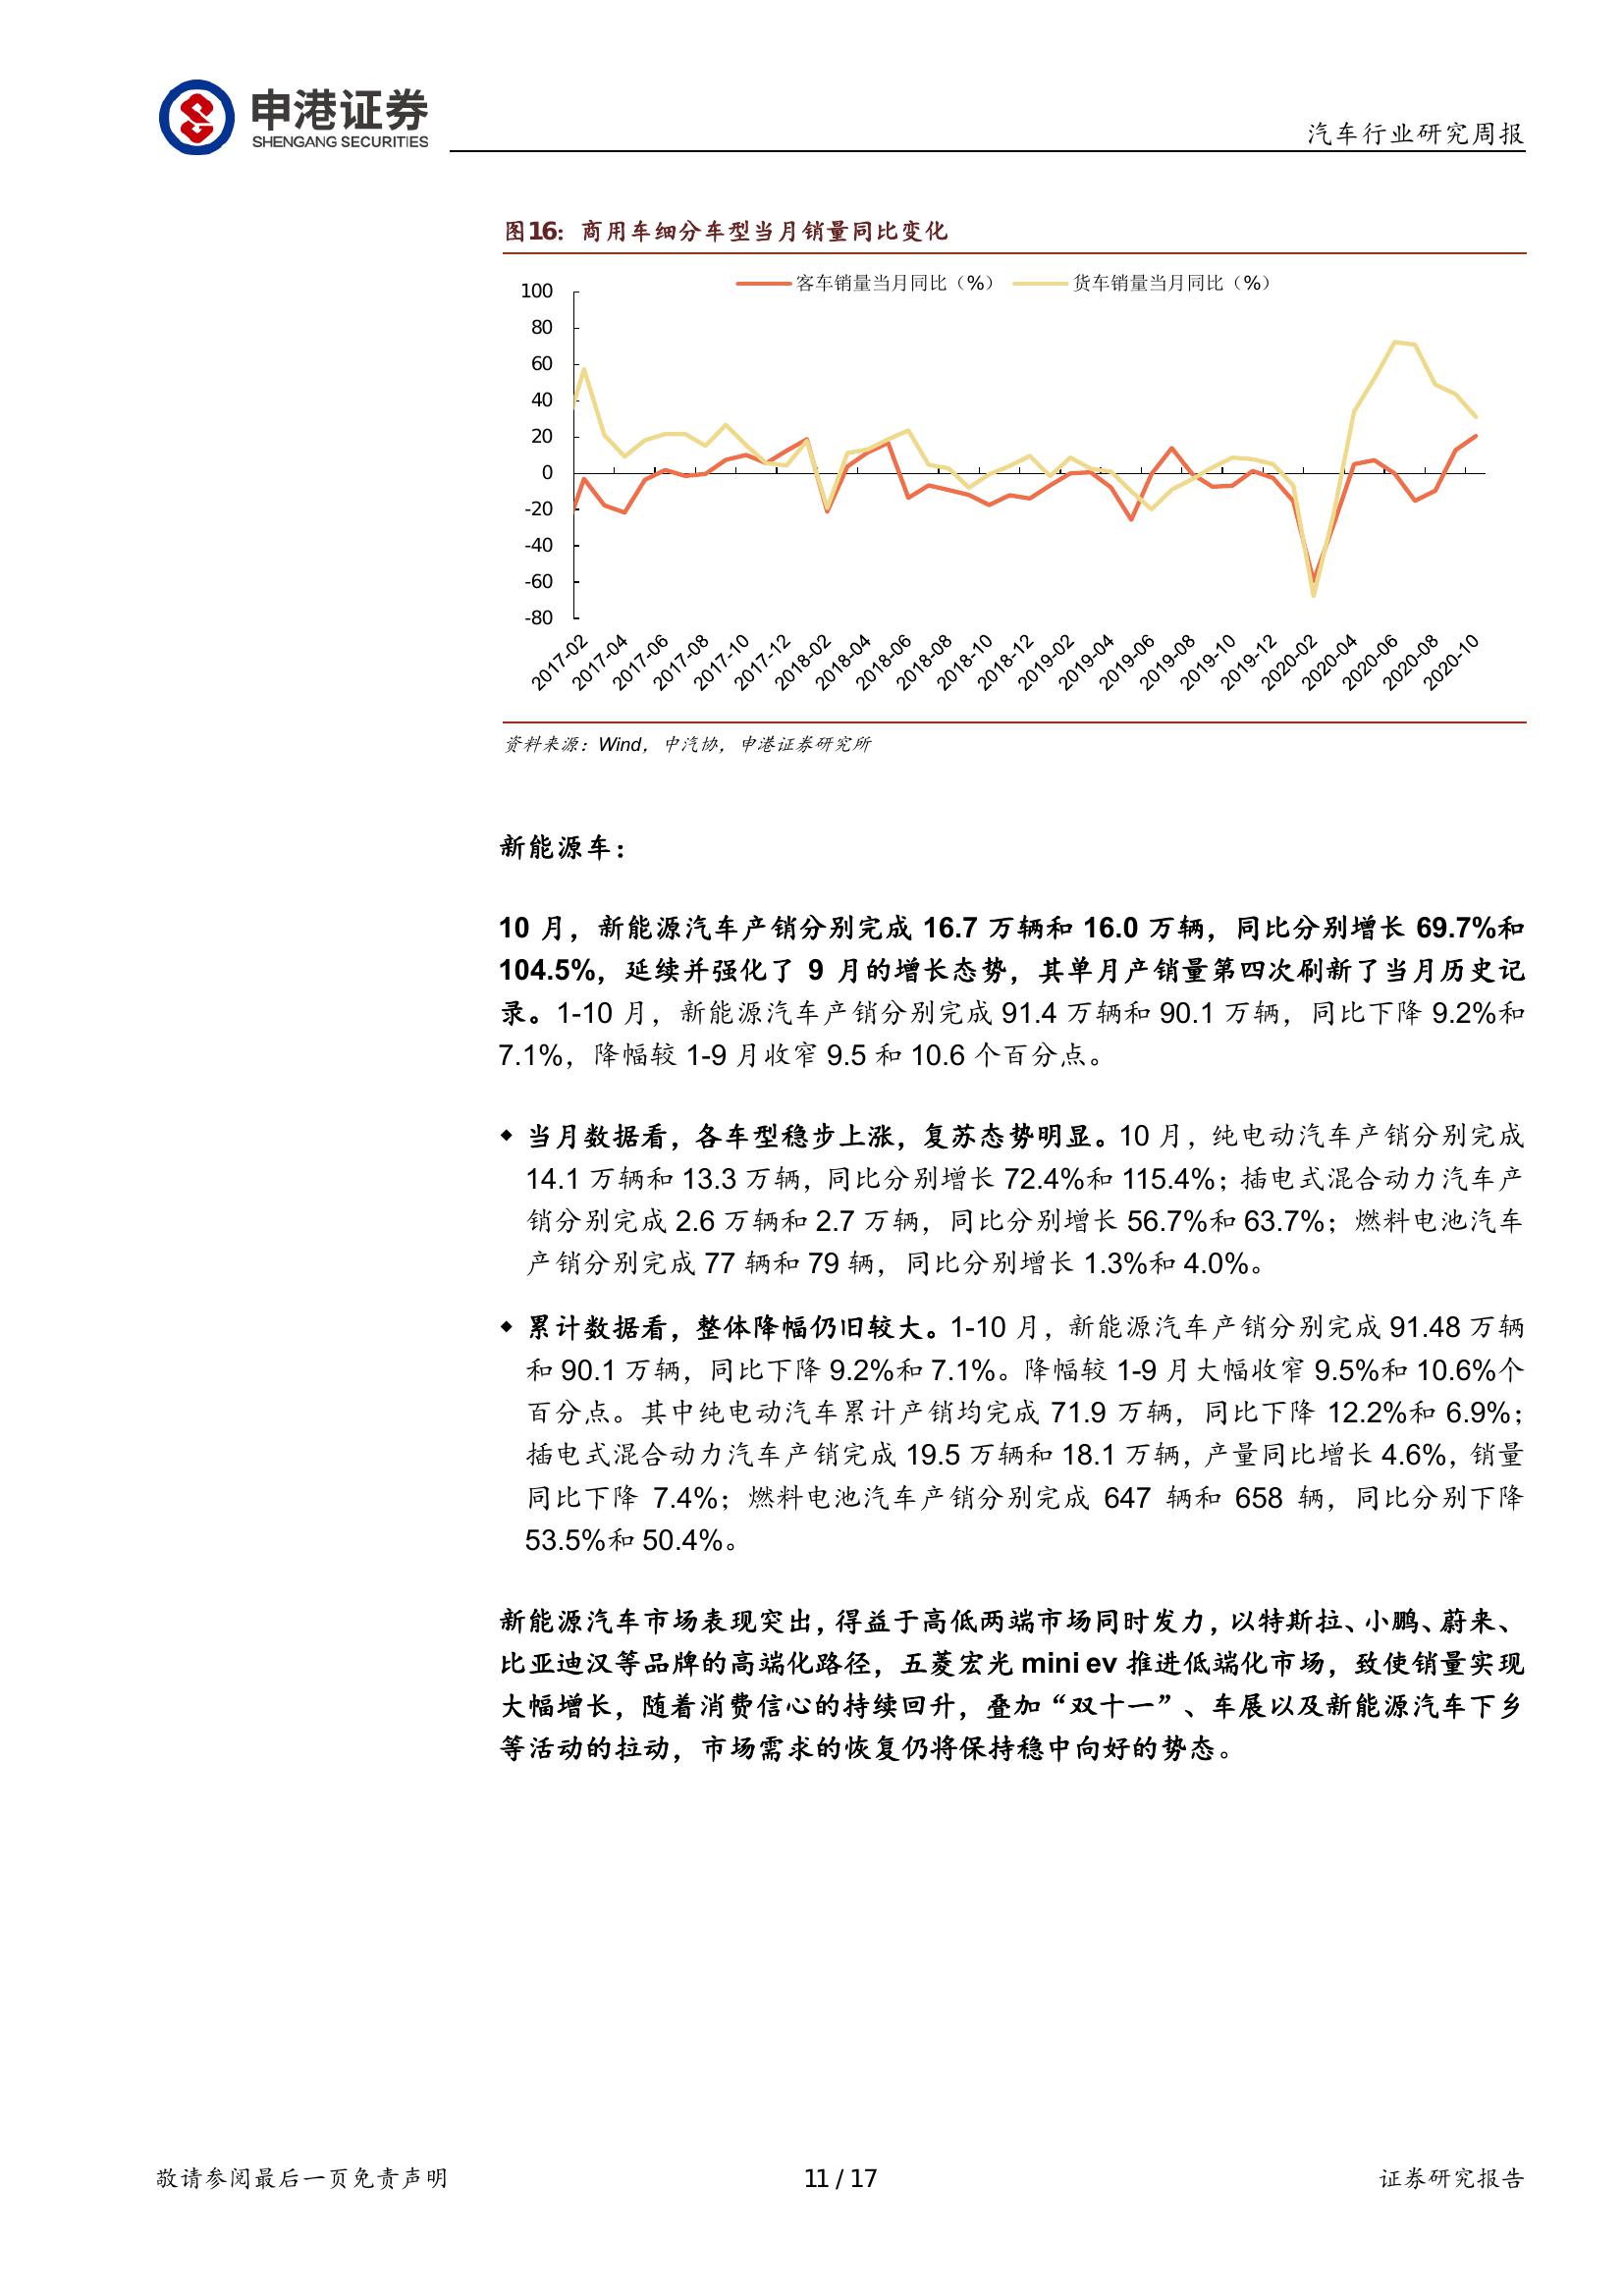 申港证券
SHENGANG SECURITIES
汽车行业研究周报
图16：商用车细分车型当月销量同比变化
客车销量当月同比（%） 货车销量当月同比（%）
100
80
60
40
20
0
-20
-40
-60
-80
2017-02 2017-04 2017-06 2017-08 2017-10 2017-12 2018-02 2018-04 2018-06 2018-08 2018-10 2018-12 2019-02 2019-04 2019-06 2019-08 2019-10 2019-12 2020-02 2020-04 2020-06 2020-08 2020-10
资料来源：Wind，中汽协，申港证券研究所
新能源车：
10 月，新能源汽车产销分别完成 16.7 万辆和 16.0 万辆，同比分别增长 69.7%和
104.5%，延续并强化了 9 月的增长态势，其单月产销量第四次刷新了当月历史记
录。1-10 月，新能源汽车产销分别完成 91.4 万辆和 90.1 万辆，同比下降 9.2%和
7.1%，降幅较 1-9 月收窄 9.5 和 10.6 个百分点。
◆ 当月数据看，各车型稳步上涨，复苏态势明显。10 月，纯电动汽车产销分别完成
14.1 万辆和 13.3 万辆，同比分别增长 72.4%和 115.4%；插电式混合动力汽车产
销分别完成 2.6 万辆和 2.7 万辆，同比分别增长 56.7%和 63.7%；燃料电池汽车
产销分别完成 77 辆和 79 辆，同比分别增长 1.3%和 4.0%。
◆ 累计数据看，整体降幅仍旧较大。1-10 月，新能源汽车产销分别完成 91.48 万辆
和 90.1 万辆，同比下降 9.2%和 7.1%。降幅较 1-9 月大幅收窄 9.5%和 10.6%个
百分点。其中纯电动汽车累计产销均完成 71.9 万辆，同比下降 12.2%和 6.9%；
插电式混合动力汽车产销完成 19.5 万辆和 18.1 万辆，产量同比增长 4.6%，销量
同比下降 7.4%；燃料电池汽车产销分别完成 647 辆和 658 辆，同比分别下降
53.5%和 50.4%。
新能源汽车市场表现突出，得益于高低两端市场同时发力，以特斯拉、小鹏、蔚来、
比亚迪汉等品牌的高端化路径，五菱宏光 mini ev 推进低端化市场，致使销量实现
大幅增长，随着消费信心的持续回升，叠加“双十一”、车展以及新能源汽车下乡
等活动的拉动，市场需求的恢复仍将保持稳中向好的势态。
敬请参阅最后一页免责声明
11 / 17
证券研究报告